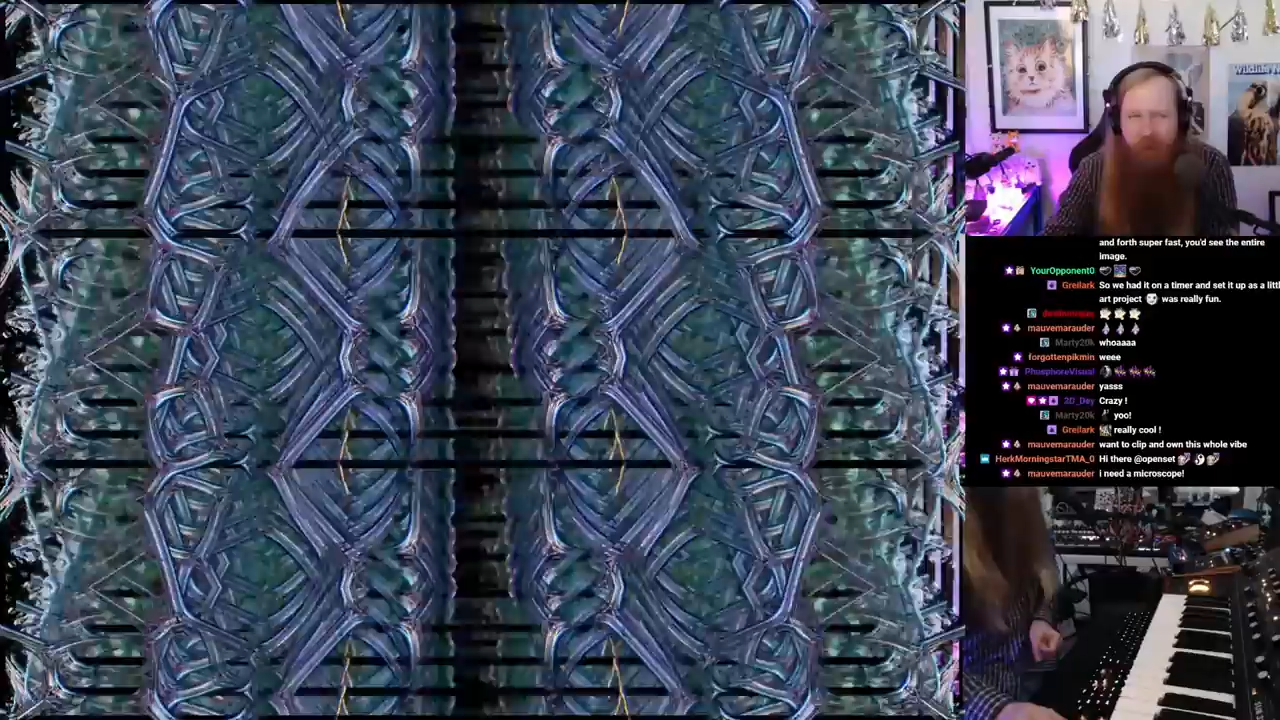 Wildlife
and forth super fast, you'd see the entire
image.
YourOpponent0
Greilark So we had it on a timer and set it up as a littl
art project was really fun.
mauvemarauder
Marty20k whoaaaa
forgottenpikmin weee
PhosphoreVisual
mauvemarauder yasss
2D_Dey Crazy !
Marty20k yoo!
Greilark really cool !
mauvemarauder want to clip and own this whole vibe
HerkMorningstarTMA_0 Hi there @openset
mauvemarauder i need a microscope!